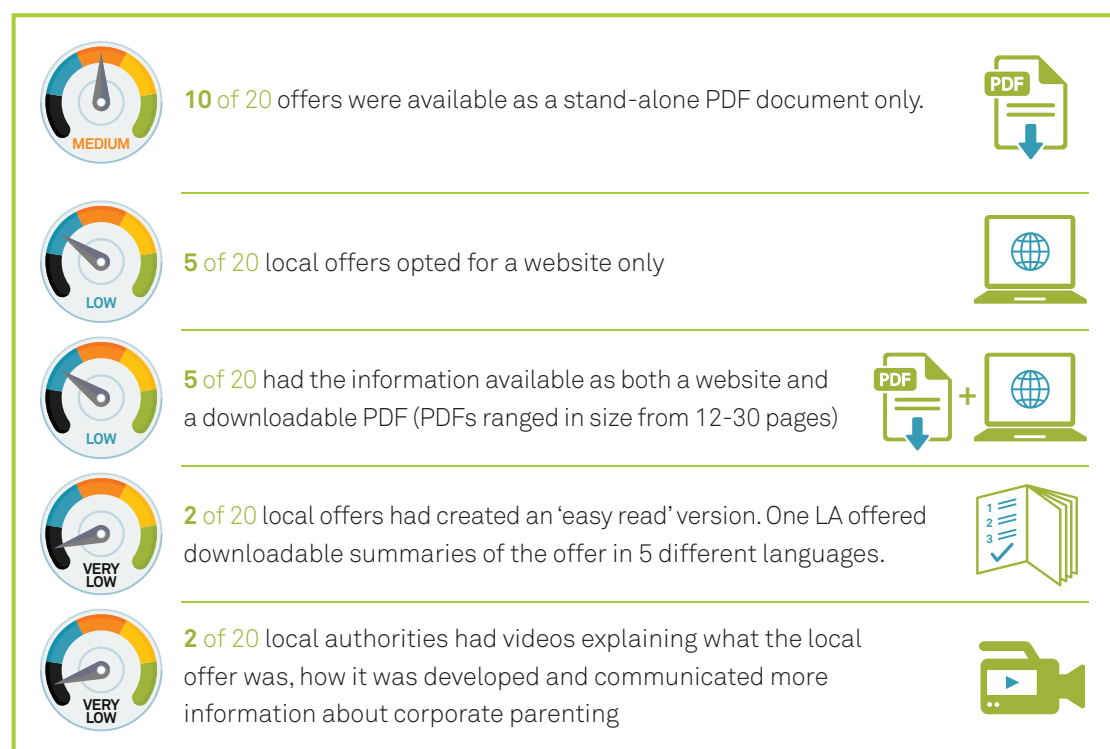 10 of 20 offers were available as a stand-alone PDF document only.
MEDIUM
PDF
5 of 20 local offers opted for a website only
LOW
5 of 20 had the information available as both a website and
a downloadable PDF (PDFs ranged in size from 12-30 pages)
LOW
PDF
+
2 of 20 local offers had created an ‘easy read’ version. One LA offered
downloadable summaries of the offer in 5 different languages.
VERY
LOW
1
2
3
2 of 20 local authorities had videos explaining what the local
offer was, how it was developed and communicated more
information about corporate parenting
VERY
LOW